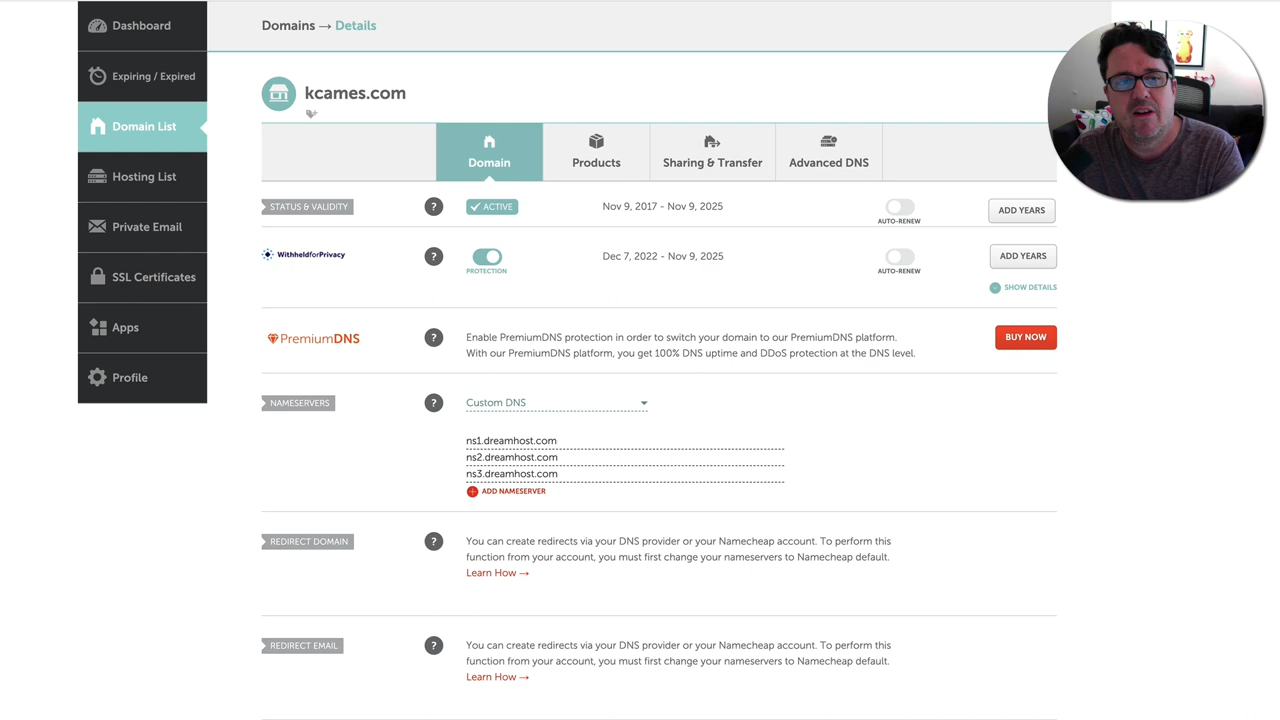 Dashboard
Expiring / Expired
Domain List
Hosting List
Private Email
SSL Certificates
Apps
Profile
Domains → Details
kcames.com
Domain
Products
Sharing & Transfer
Advanced DNS
STATUS & VALIDITY
?
ACTIVE
Nov 9, 2017 - Nov 9, 2025
AUTO-RENEW
ADD YEARS
WithheldforPrivacy
?
PROTECTION
Dec 7, 2022 - Nov 9, 2025
AUTO-RENEW
ADD YEARS
SHOW DETAILS
PremiumDNS
?
Enable PremiumDNS protection in order to switch your domain to our PremiumDNS platform.
With our PremiumDNS platform, you get 100% DNS uptime and DDoS protection at the DNS level.
BUY NOW
NAMESERVERS
?
Custom DNS
ns1.dreamhost.com
ns2.dreamhost.com
ns3.dreamhost.com
ADD NAMESERVER
REDIRECT DOMAIN
?
You can create redirects via your DNS provider or your Namecheap account. To perform this
function from your account, you must first change your nameservers to Namecheap default.
Learn How →
REDIRECT EMAIL
?
You can create redirects via your DNS provider or your Namecheap account. To perform this
function from your account, you must first change your nameservers to Namecheap default.
Learn How →